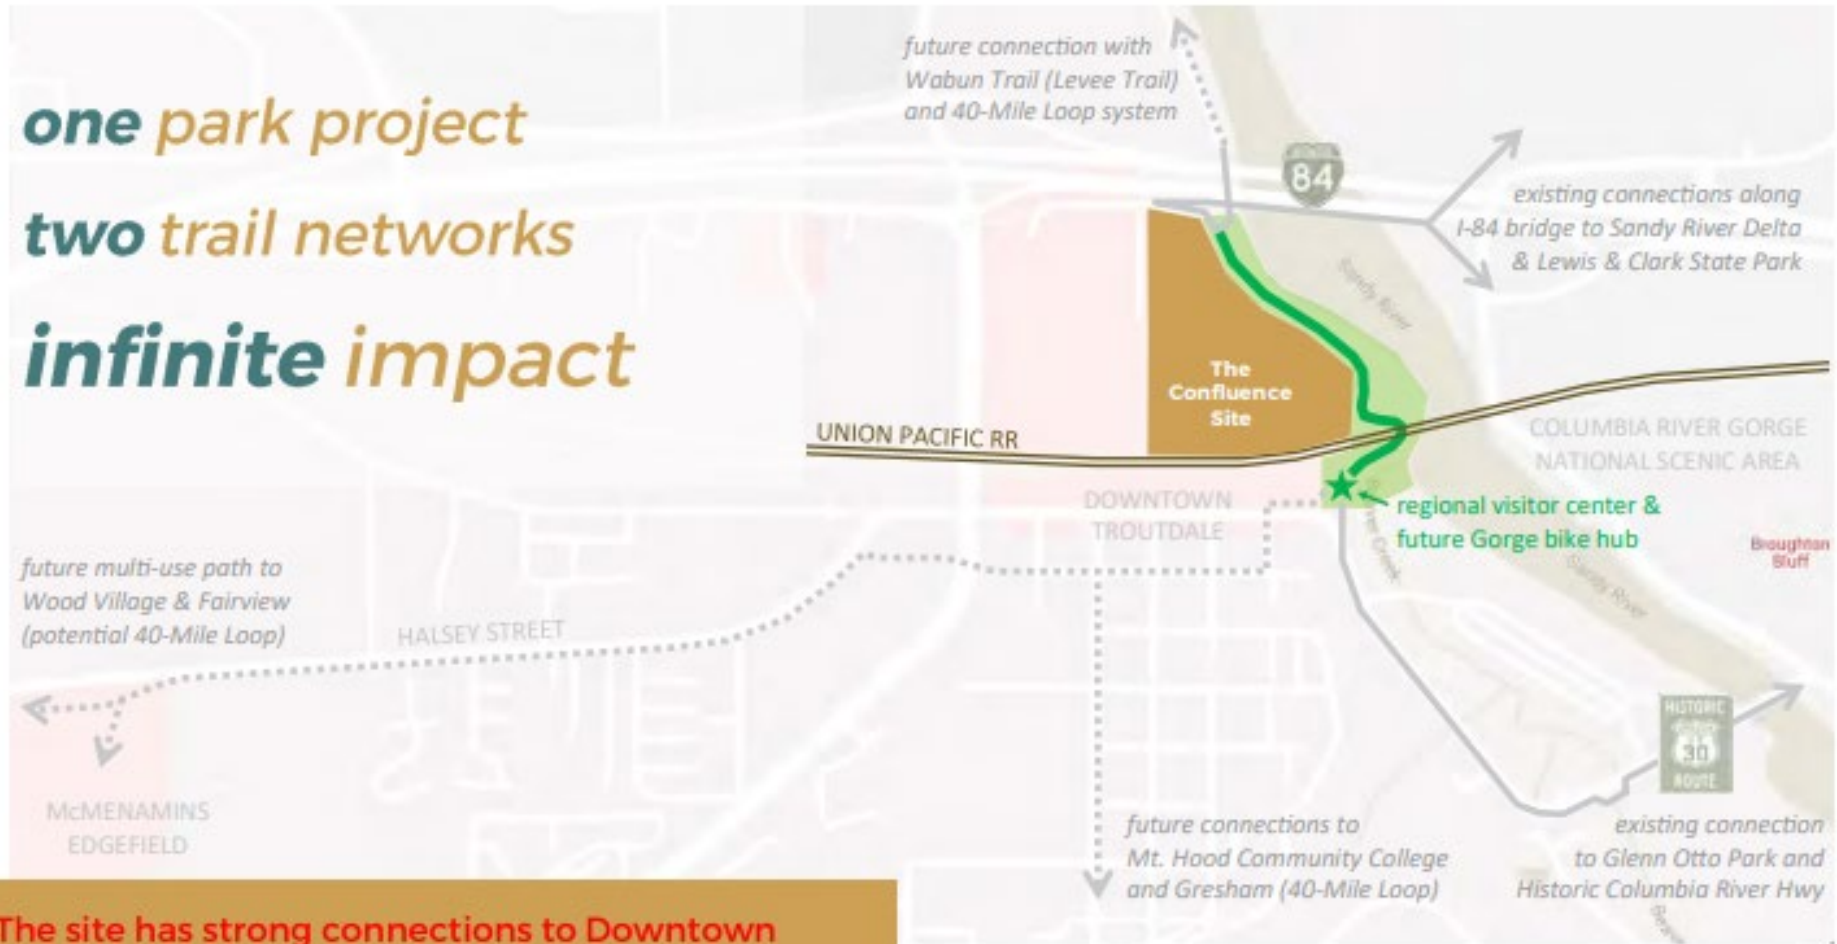 one park project
two trail networks
infinite impact
future connection with
Wabun Trail (Levee Trail)
and 40-Mile Loop system
84
existing connections along
I-84 bridge to Sandy River Delta
& Lewis & Clark State Park
Sandy River
The
Confluence
Site
UNION PACIFIC RR
COLUMBIA RIVER GORGE
NATIONAL SCENIC AREA
DOWNTOWN
TROUTDALE
regional visitor center &
future Gorge bike hub
Broughton
Bluff
Creek
Sandy River
future multi-use path to
Wood Village & Fairview
(potential 40-Mile Loop)
HALSEY STREET
HISTORIC
30
ROUTE
McMENAMINS
EDGEFIELD
future connections to
Mt. Hood Community College
and Gresham (40-Mile Loop)
existing connection
to Glenn Otto Park and
Historic Columbia River Hwy
The site has strong connections to Downtown